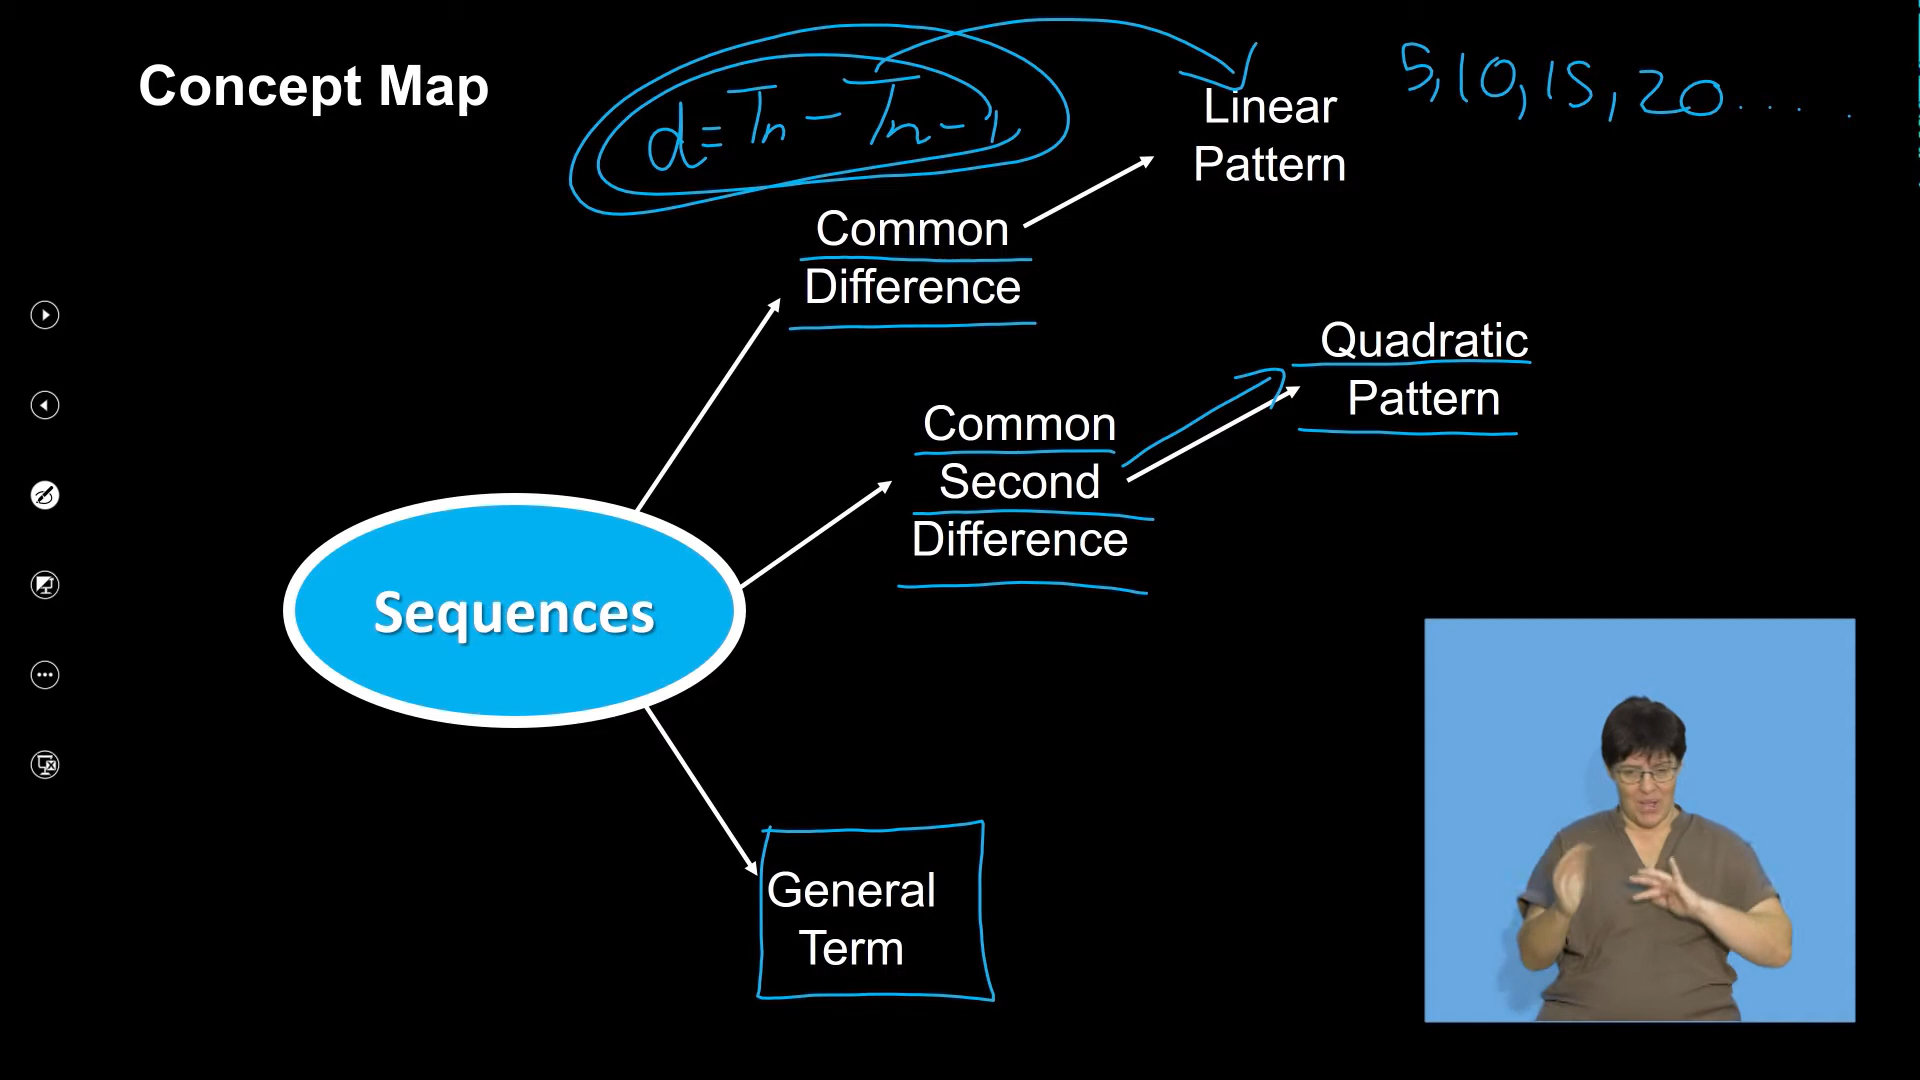 Concept Map
d = Tn - Tn-1
Linear
Pattern
5, 10, 15, 20.....
Common
Difference
Quadratic
Pattern
Common
Second
Difference
Sequences
General
Term